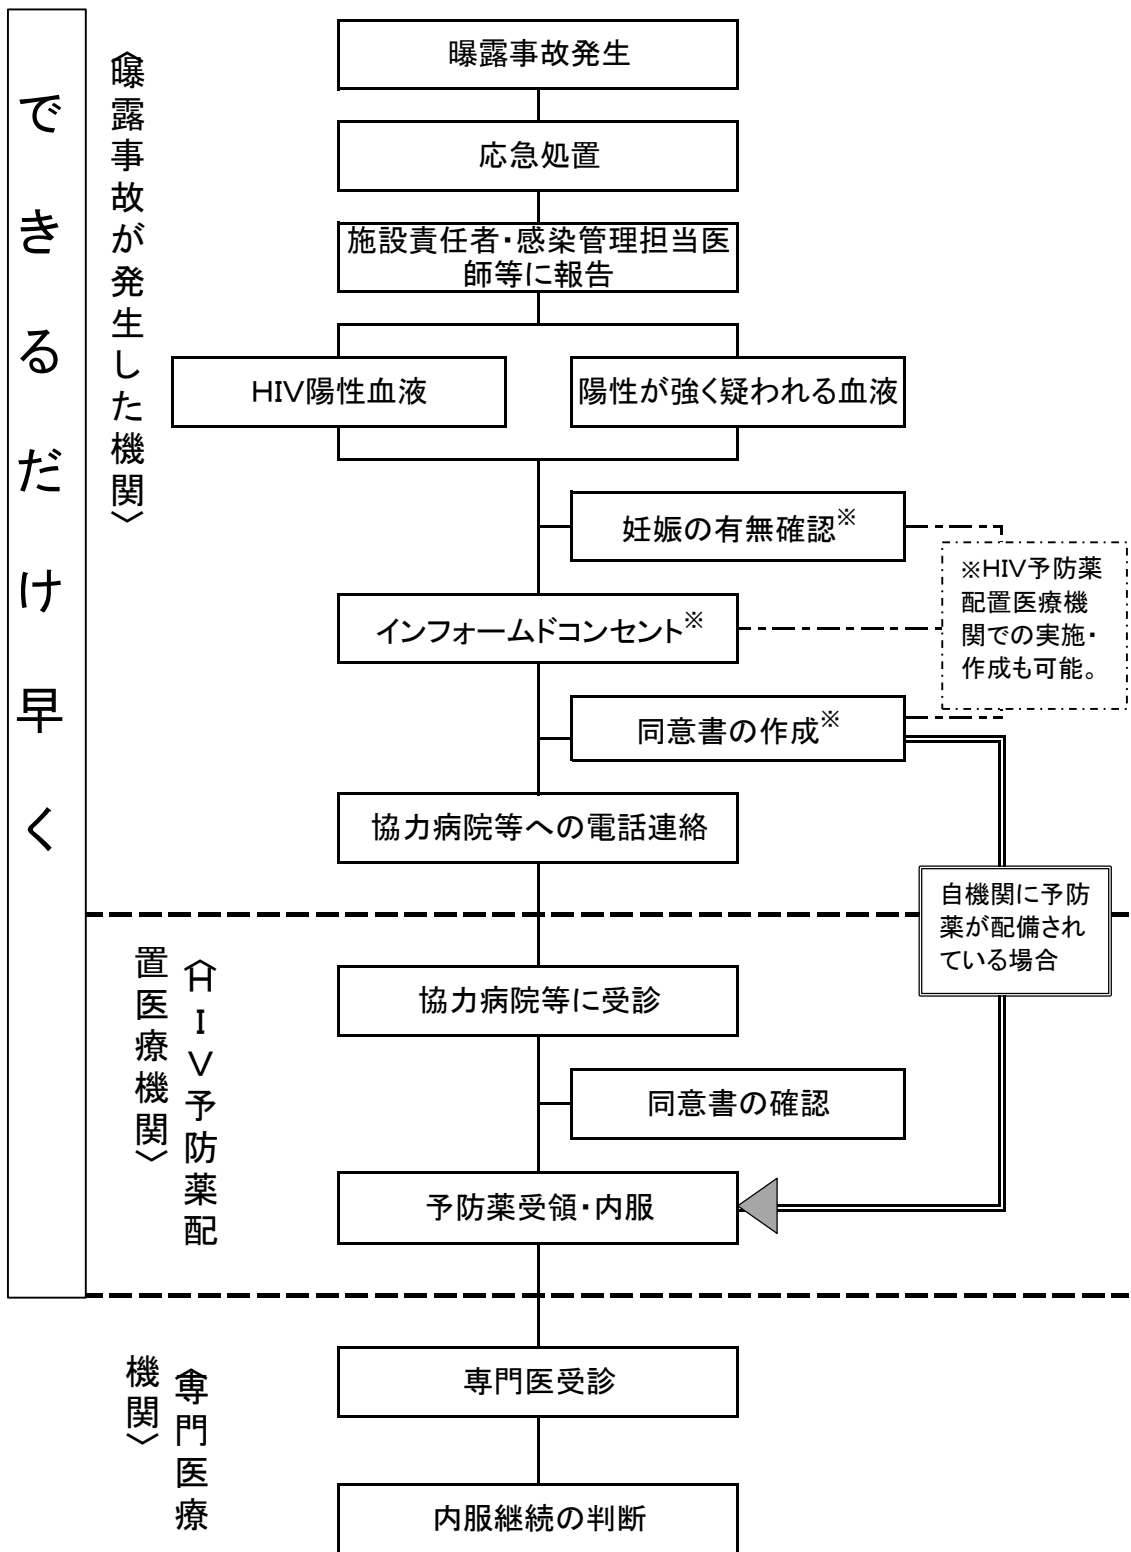 できるだけ早く
〈曝露事故が発生した機関〉
曝露事故発生
応急処置
施設責任者・感染管理担当医
師等に報告
HIV陽性血液
陽性が強く疑われる血液
妊娠の有無確認※
※HIV予防薬
配置医療機
関での実施・
作成も可能。
インフォームドコンセント※
同意書の作成※
協力病院等への電話連絡
自機関に予防
薬が配備され
ている場合
〈HIV予防薬配
置医療機関〉
協力病院等に受診
同意書の確認
予防薬受領・内服
〈専門医療
機関〉
専門医受診
内服継続の判断